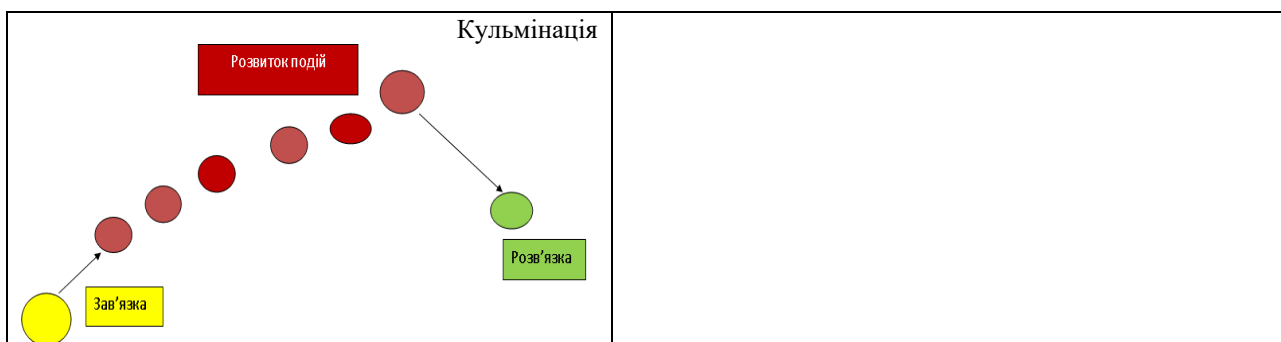 Кульмінація
Розвиток подій
Розв’язка
Зав’язка